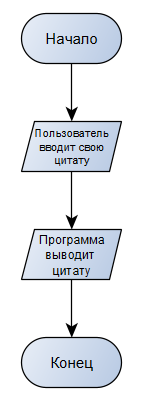 Начало
Пользователь
вводит свою
цитату
Программа
выводит
цитату
Конец